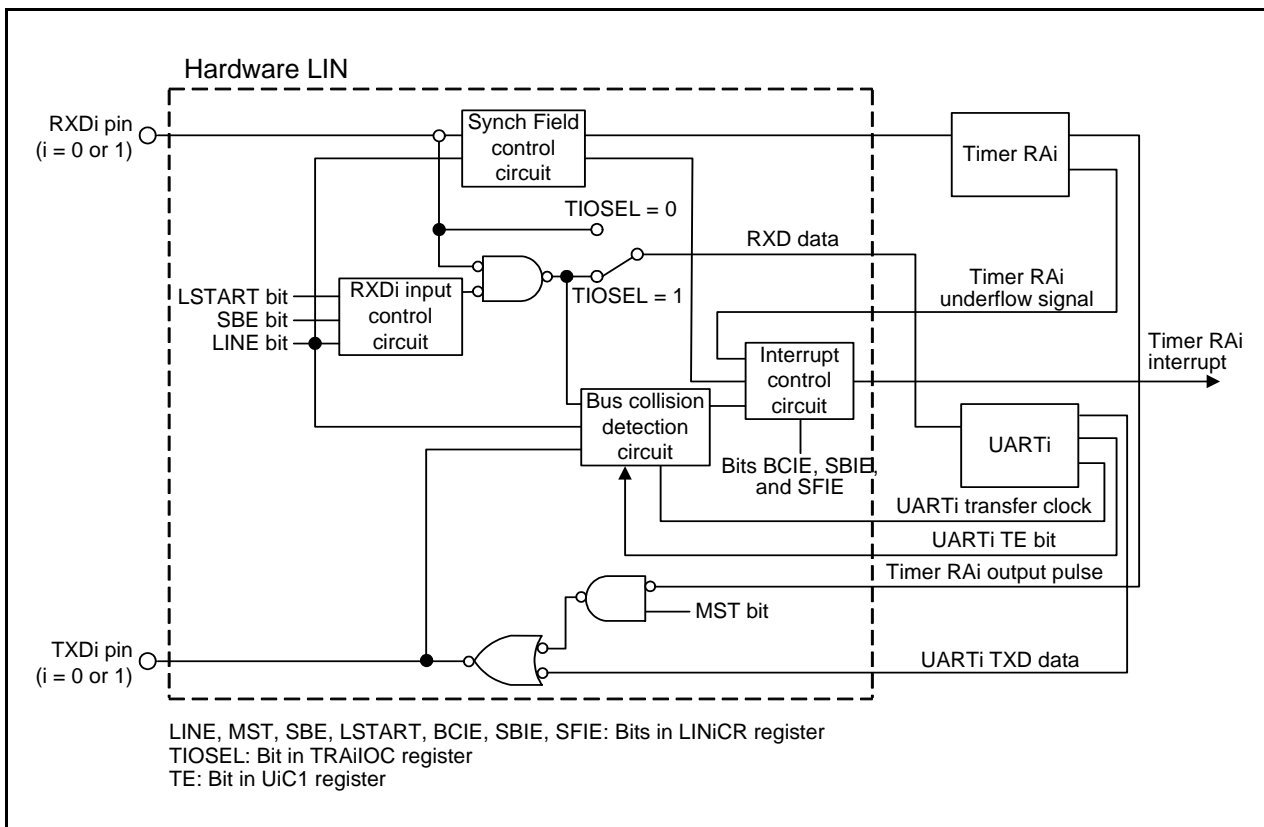 Hardware LIN
RXDi pin
(i = 0 or 1)
Synch Field
control
circuit
Timer RAi
TIOSEL = 0
RXD data
TIOSEL = 1
LSTART bit
SBE bit
LINE bit
RXDi input
control
circuit
Timer RAi
underflow signal
Interrupt
control
circuit
Timer RAi
interrupt
Bus collision
detection
circuit
Bits BCIE, SBIE,
and SFIE
UARTi
UARTi transfer clock
UARTi TE bit
Timer RAi output pulse
MST bit
TXDi pin
(i = 0 or 1)
UARTi TXD data
LINE, MST, SBE, LSTART, BCIE, SBIE, SFIE: Bits in LINiCR register
TIOSEL: Bit in TRAiIOC register
TE: Bit in UiC1 register